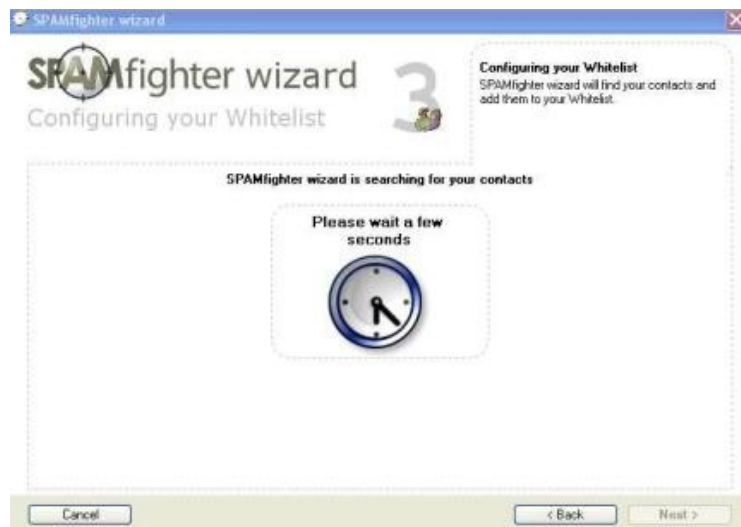 SPAMfighter wizard
SPAMfighter wizard
Configuring your Whitelist
3
Configuring your Whitelist
SPAMfighter wizard will find your contacts and
add them to your Whitelist.
SPAMfighter wizard is searching for your contacts
Please wait a few
seconds
Cancel
< Back
Next >